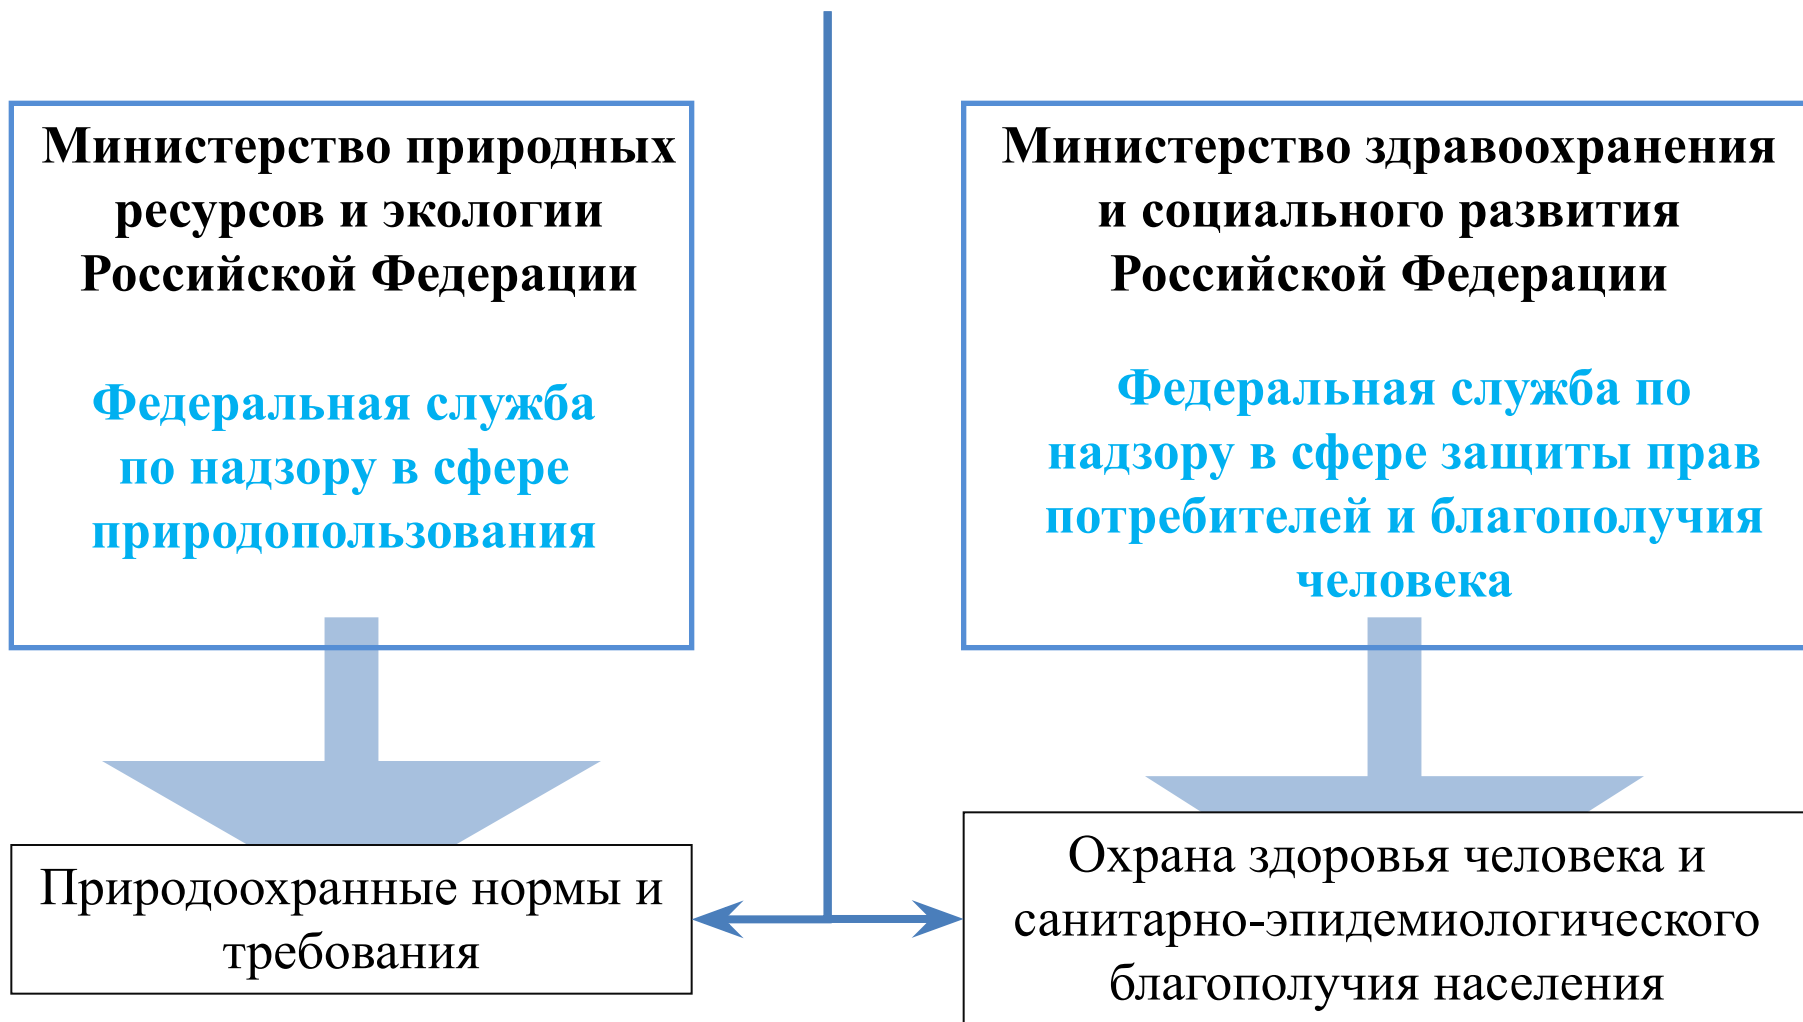 Министерство природных
ресурсов и экологии
Российской Федерации
Федеральная служба
по надзору в сфере
природопользования
Министерство здравоохранения
и социального развития
Российской Федерации
Федеральная служба по
надзору в сфере защиты прав
потребителей и благополучия
человека
Природоохранные нормы и
требования
Охрана здоровья человека и
санитарно-эпидемиологического
благополучия населения